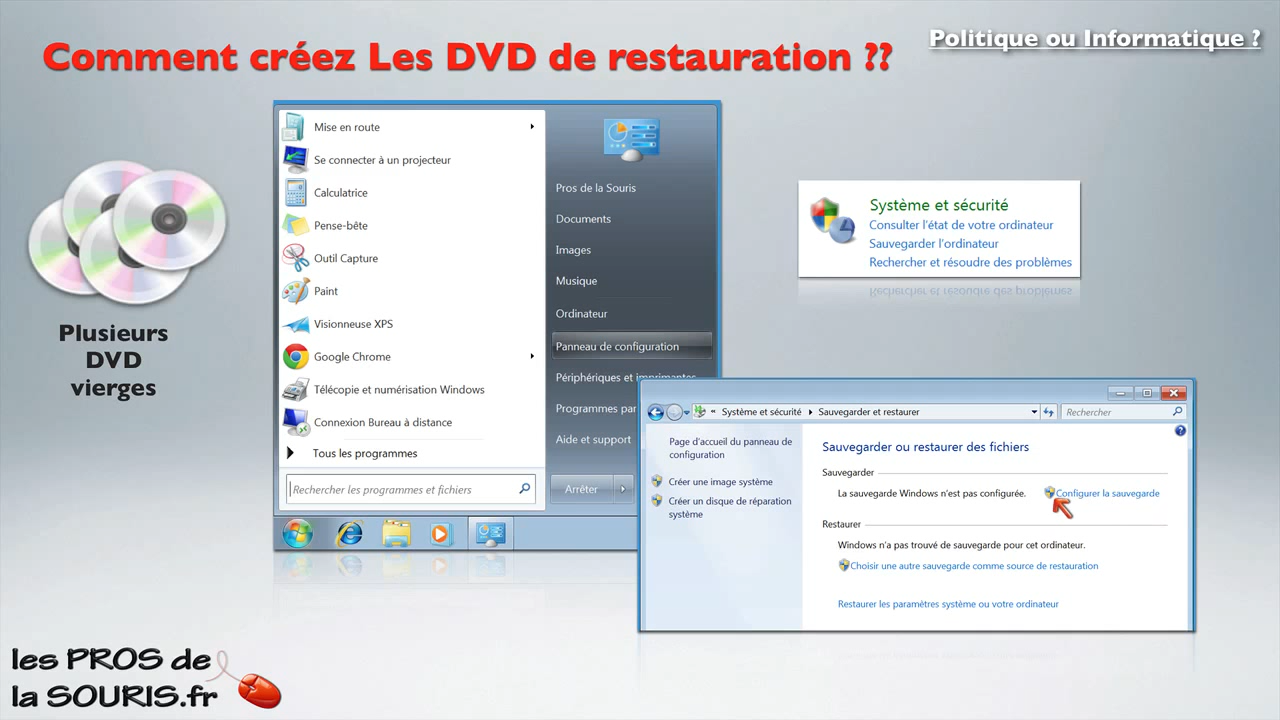 Comment créez Les DVD de restauration ??
Politique ou Informatique ?
Plusieurs
DVD
vierges
Mise en route
Se connecter à un projecteur
Calculatrice
Pense-bête
Outil Capture
Paint
Visionneuse XPS
Google Chrome
Télécopie et numérisation Windows
Connexion Bureau à distance
Tous les programmes
Rechercher les programmes et fichiers
Pros de la Souris
Documents
Images
Musique
Ordinateur
Panneau de configuration
Périphériques et imprimantes
Programmes par
Aide et support
Arrêter
Système et sécurité
Consulter l'état de votre ordinateur
Sauvegarder l'ordinateur
Rechercher et résoudre des problèmes
« Système et sécurité Sauvegarder et restaurer
Rechercher
Page d'accueil du panneau de
configuration
Créer une image système
Créer un disque de réparation
système
Sauvegarder ou restaurer des fichiers
Sauvegarder
La sauvegarde Windows n'est pas configurée. Configurer la sauvegarde
Restaurer
Windows n'a pas trouvé de sauvegarde pour cet ordinateur.
Choisir une autre sauvegarde comme source de restauration
Restaurer les paramètres système ou votre ordinateur
les PROS de
la SOURIS.fr